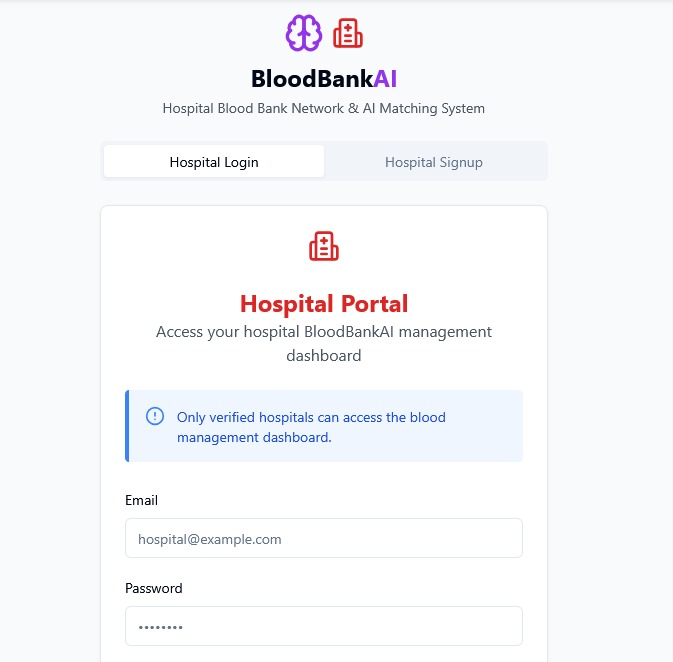 BloodBankAI
Hospital Blood Bank Network & AI Matching System
Hospital Login
Hospital Signup
Hospital Portal
Access your hospital BloodBankAI management
dashboard
Only verified hospitals can access the blood
management dashboard.
Email
hospital@example.com
Password
••••••••